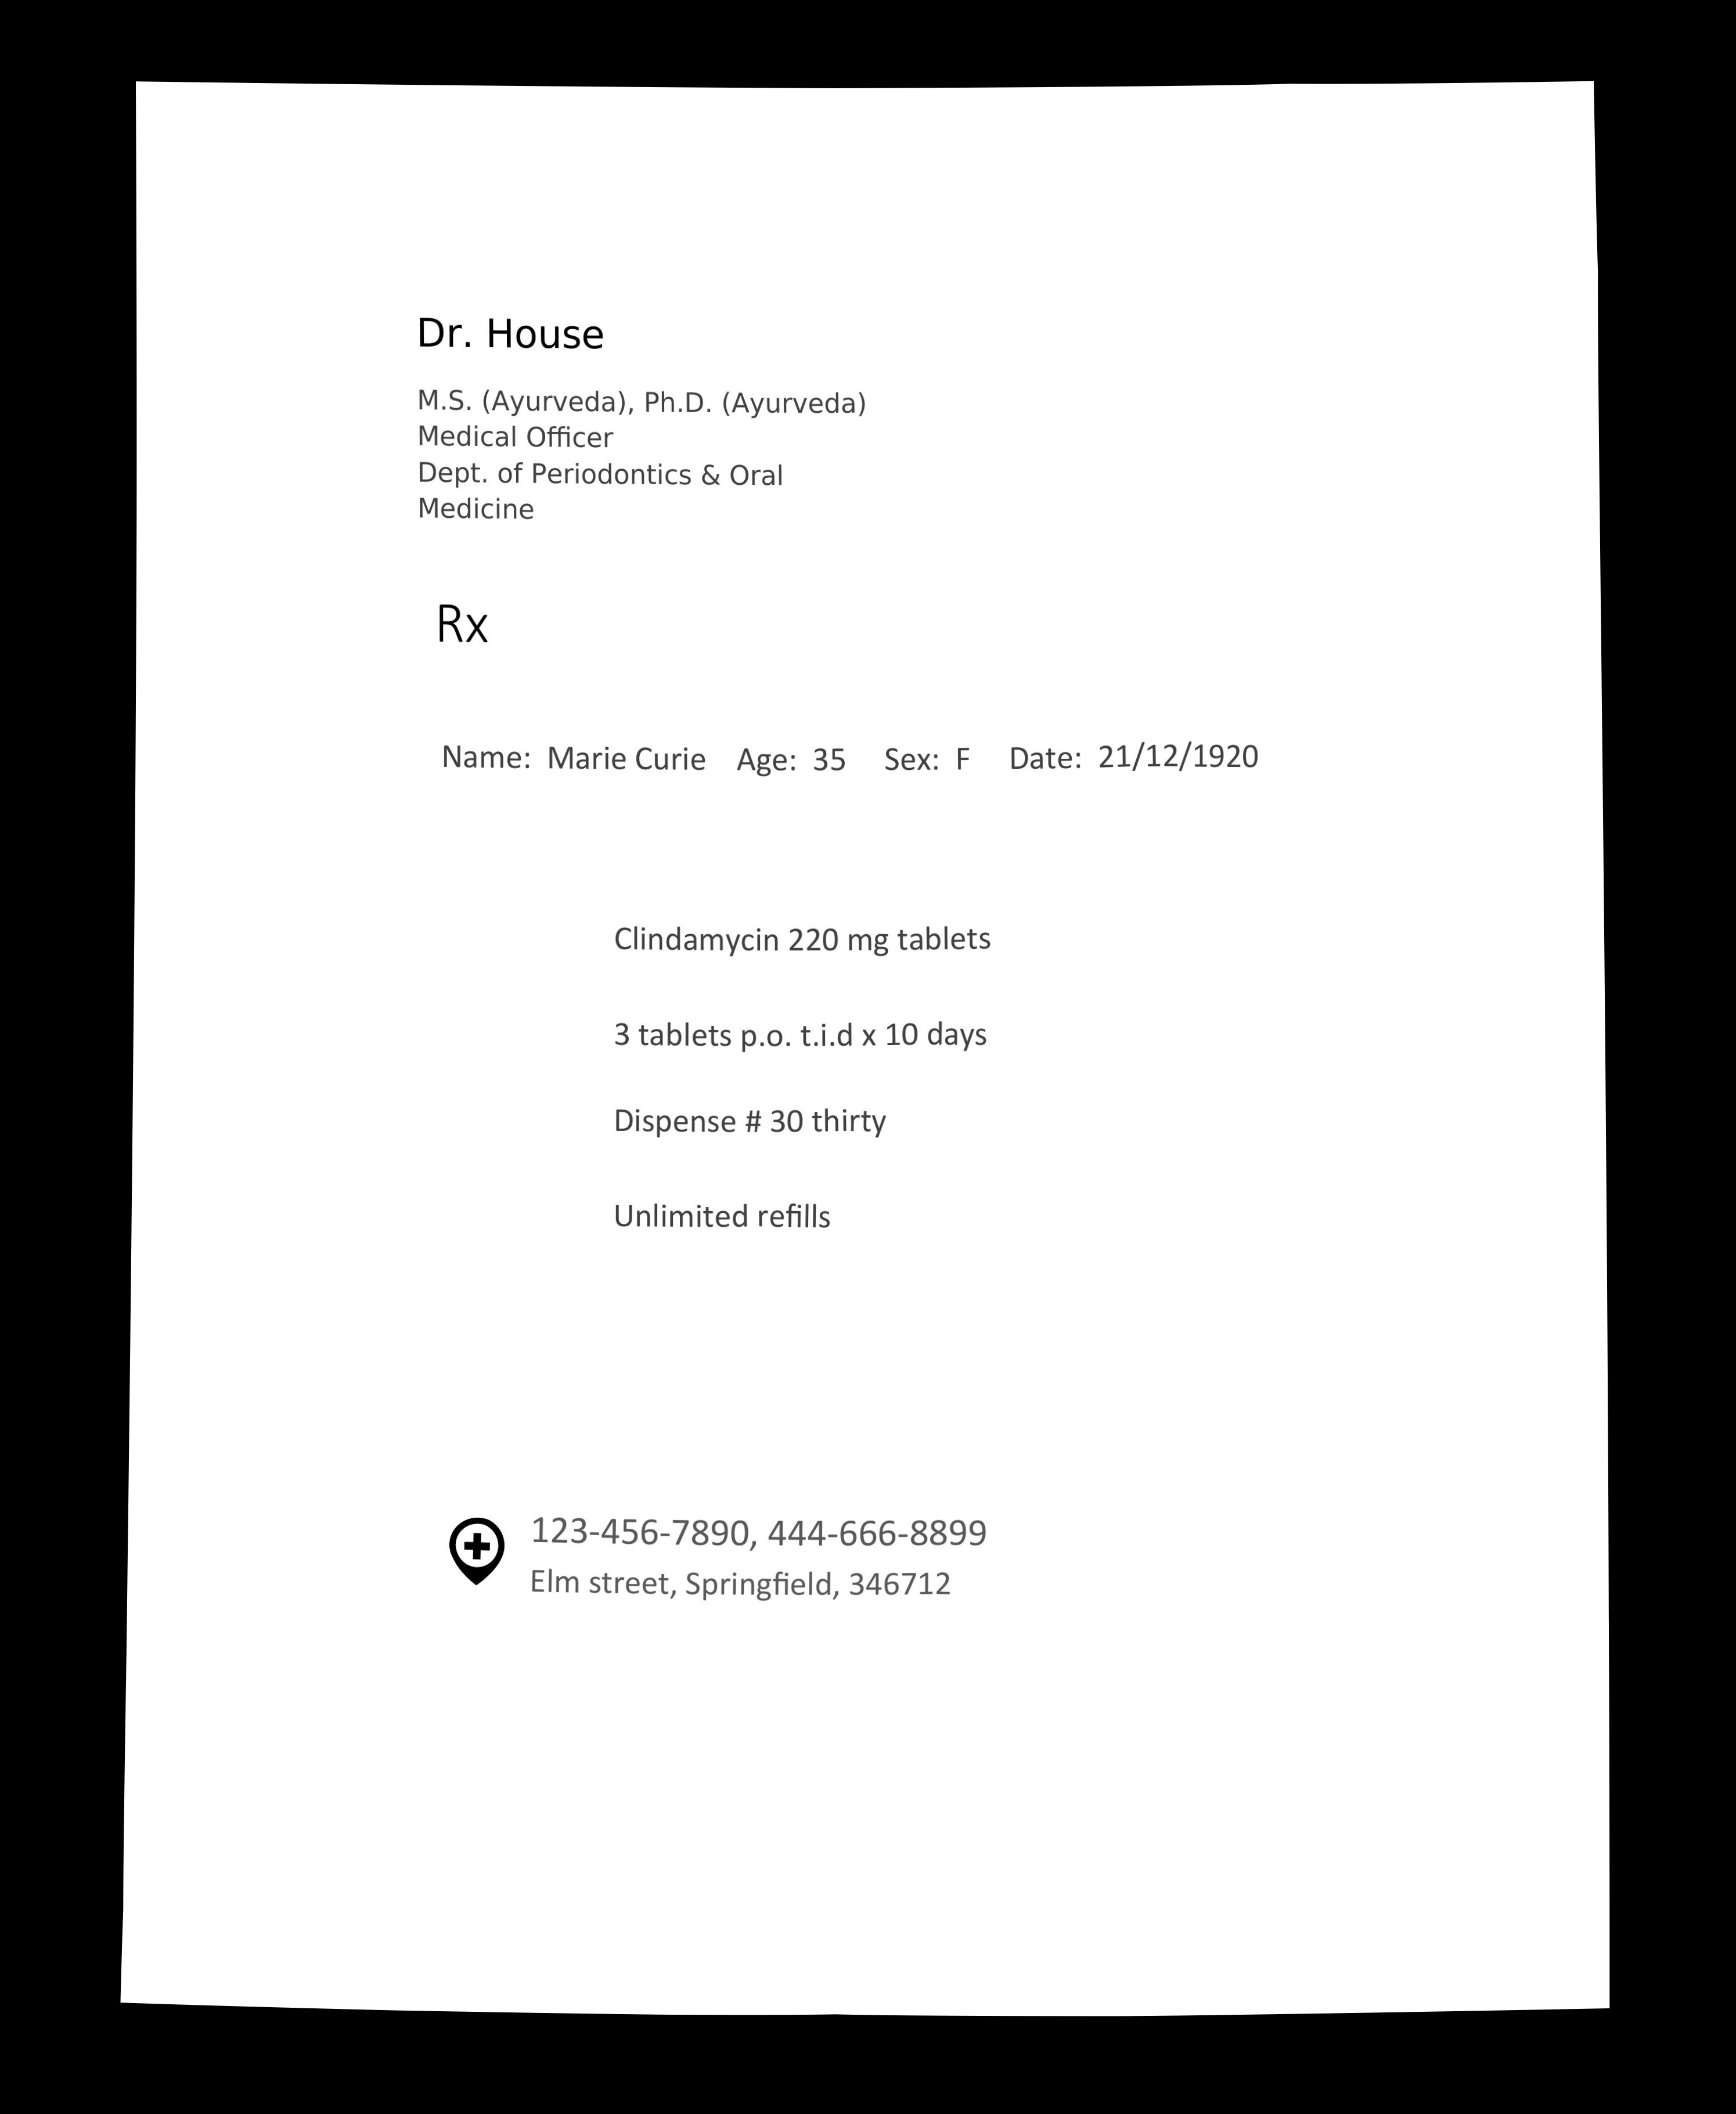 Dr. House
M.S. (Ayurveda), Ph.D. (Ayurveda)
Medical Officer
Dept. of Periodontics & Oral
Medicine
Rx
Name: Marie Curie Age: 35 Sex: F Date: 21/12/1920
Clindamycin 220 mg tablets
3 tablets p.o. t.i.d x 10 days
Dispense # 30 thirty
Unlimited refills
123-456-7890, 444-666-8899
Elm street, Springfield, 346712